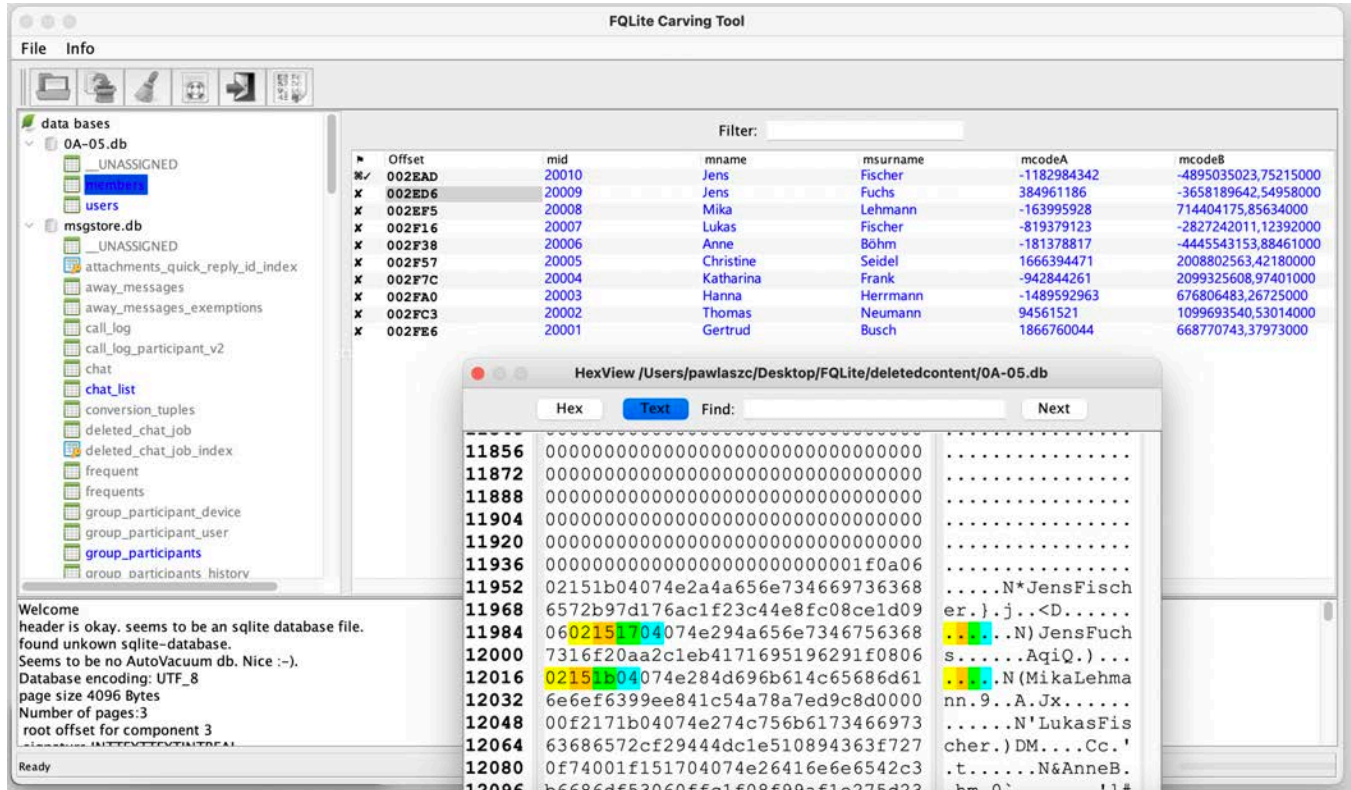 FQLite Carving Tool
File Info
data bases
0A-05.db
__UNASSIGNED
members
users
msgstore.db
__UNASSIGNED
attachments_quick_reply_id_index
away_messages
away_messages_exemptions
call_log
call_log_participant_v2
chat
chat_list
conversion_tuples
deleted_chat_job
deleted_chat_job_index
frequent
frequents
group_participant_device
group_participant_user
group_participants
group_participants_history
Filter:
Offset mid mname msurname mcodeA mcodeB
002EAD 20010 Jens Fischer -1182984342 -4895035023,75215000
002ED6 20009 Jens Fuchs 384961186 -3658189642,54958000
002EF5 20008 Mika Lehmann -163995928 714404175,85634000
002F16 20007 Lukas Fischer -819379123 -2827242011,12392000
002F38 20006 Anne Böhm -181378817 -4445543153,88461000
002F57 20005 Christine Seidel 1666394471 2008802563,42180000
002F7C 20004 Katharina Frank -942844261 2099325608,97401000
002FA0 20003 Hanna Herrmann -1489592963 676806483,26725000
002FC3 20002 Thomas Neumann 94561521 1099693540,53014000
002FE6 20001 Gertrud Busch 1866760044 668770743,37973000
HexView /Users/pawlaszc/Desktop/FQLite/deletedcontent/0A-05.db
Hex Text Find: Next
11856 00000000000000000000000000000000 ................
11872 00000000000000000000000000000000 ................
11888 00000000000000000000000000000000 ................
11904 00000000000000000000000000000000 ................
11920 00000000000000000000000000000000 ................
11936 000000000000000000000000001f0a06 ................
11952 02151b04074e2a4a656e734669736368 .....N*JensFisch
11968 6572b97d176ac1f23c44e8fc08ce1d09 er.}.j..<D......
11984 0602151704074e294a656e7346756368 ......N)JensFuch
12000 7316f20aa2c1eb4171695196291f0806 s......AqiQ.)...
12016 02151b04074e284d696b614c65686d61 .....N(MikaLehma
12032 6e6ef6399ee841c54a78a7ed9c8d0000 nn.9..A.Jx......
12048 00f2171b04074e274c756b6173466973 ......N'LukasFis
12064 63686572cf29444dc1e510894363f727 cher.)DM....Cc.'
12080 0f74001f151704074e26416e6e6542c3 .t......N&AnneB.
Welcome
header is okay. seems to be an sqlite database file.
found unkown sqlite-database.
Seems to be no AutoVacuum db. Nice :-).
Database encoding: UTF_8
page size 4096 Bytes
Number of pages:3
root offset for component 3
Ready